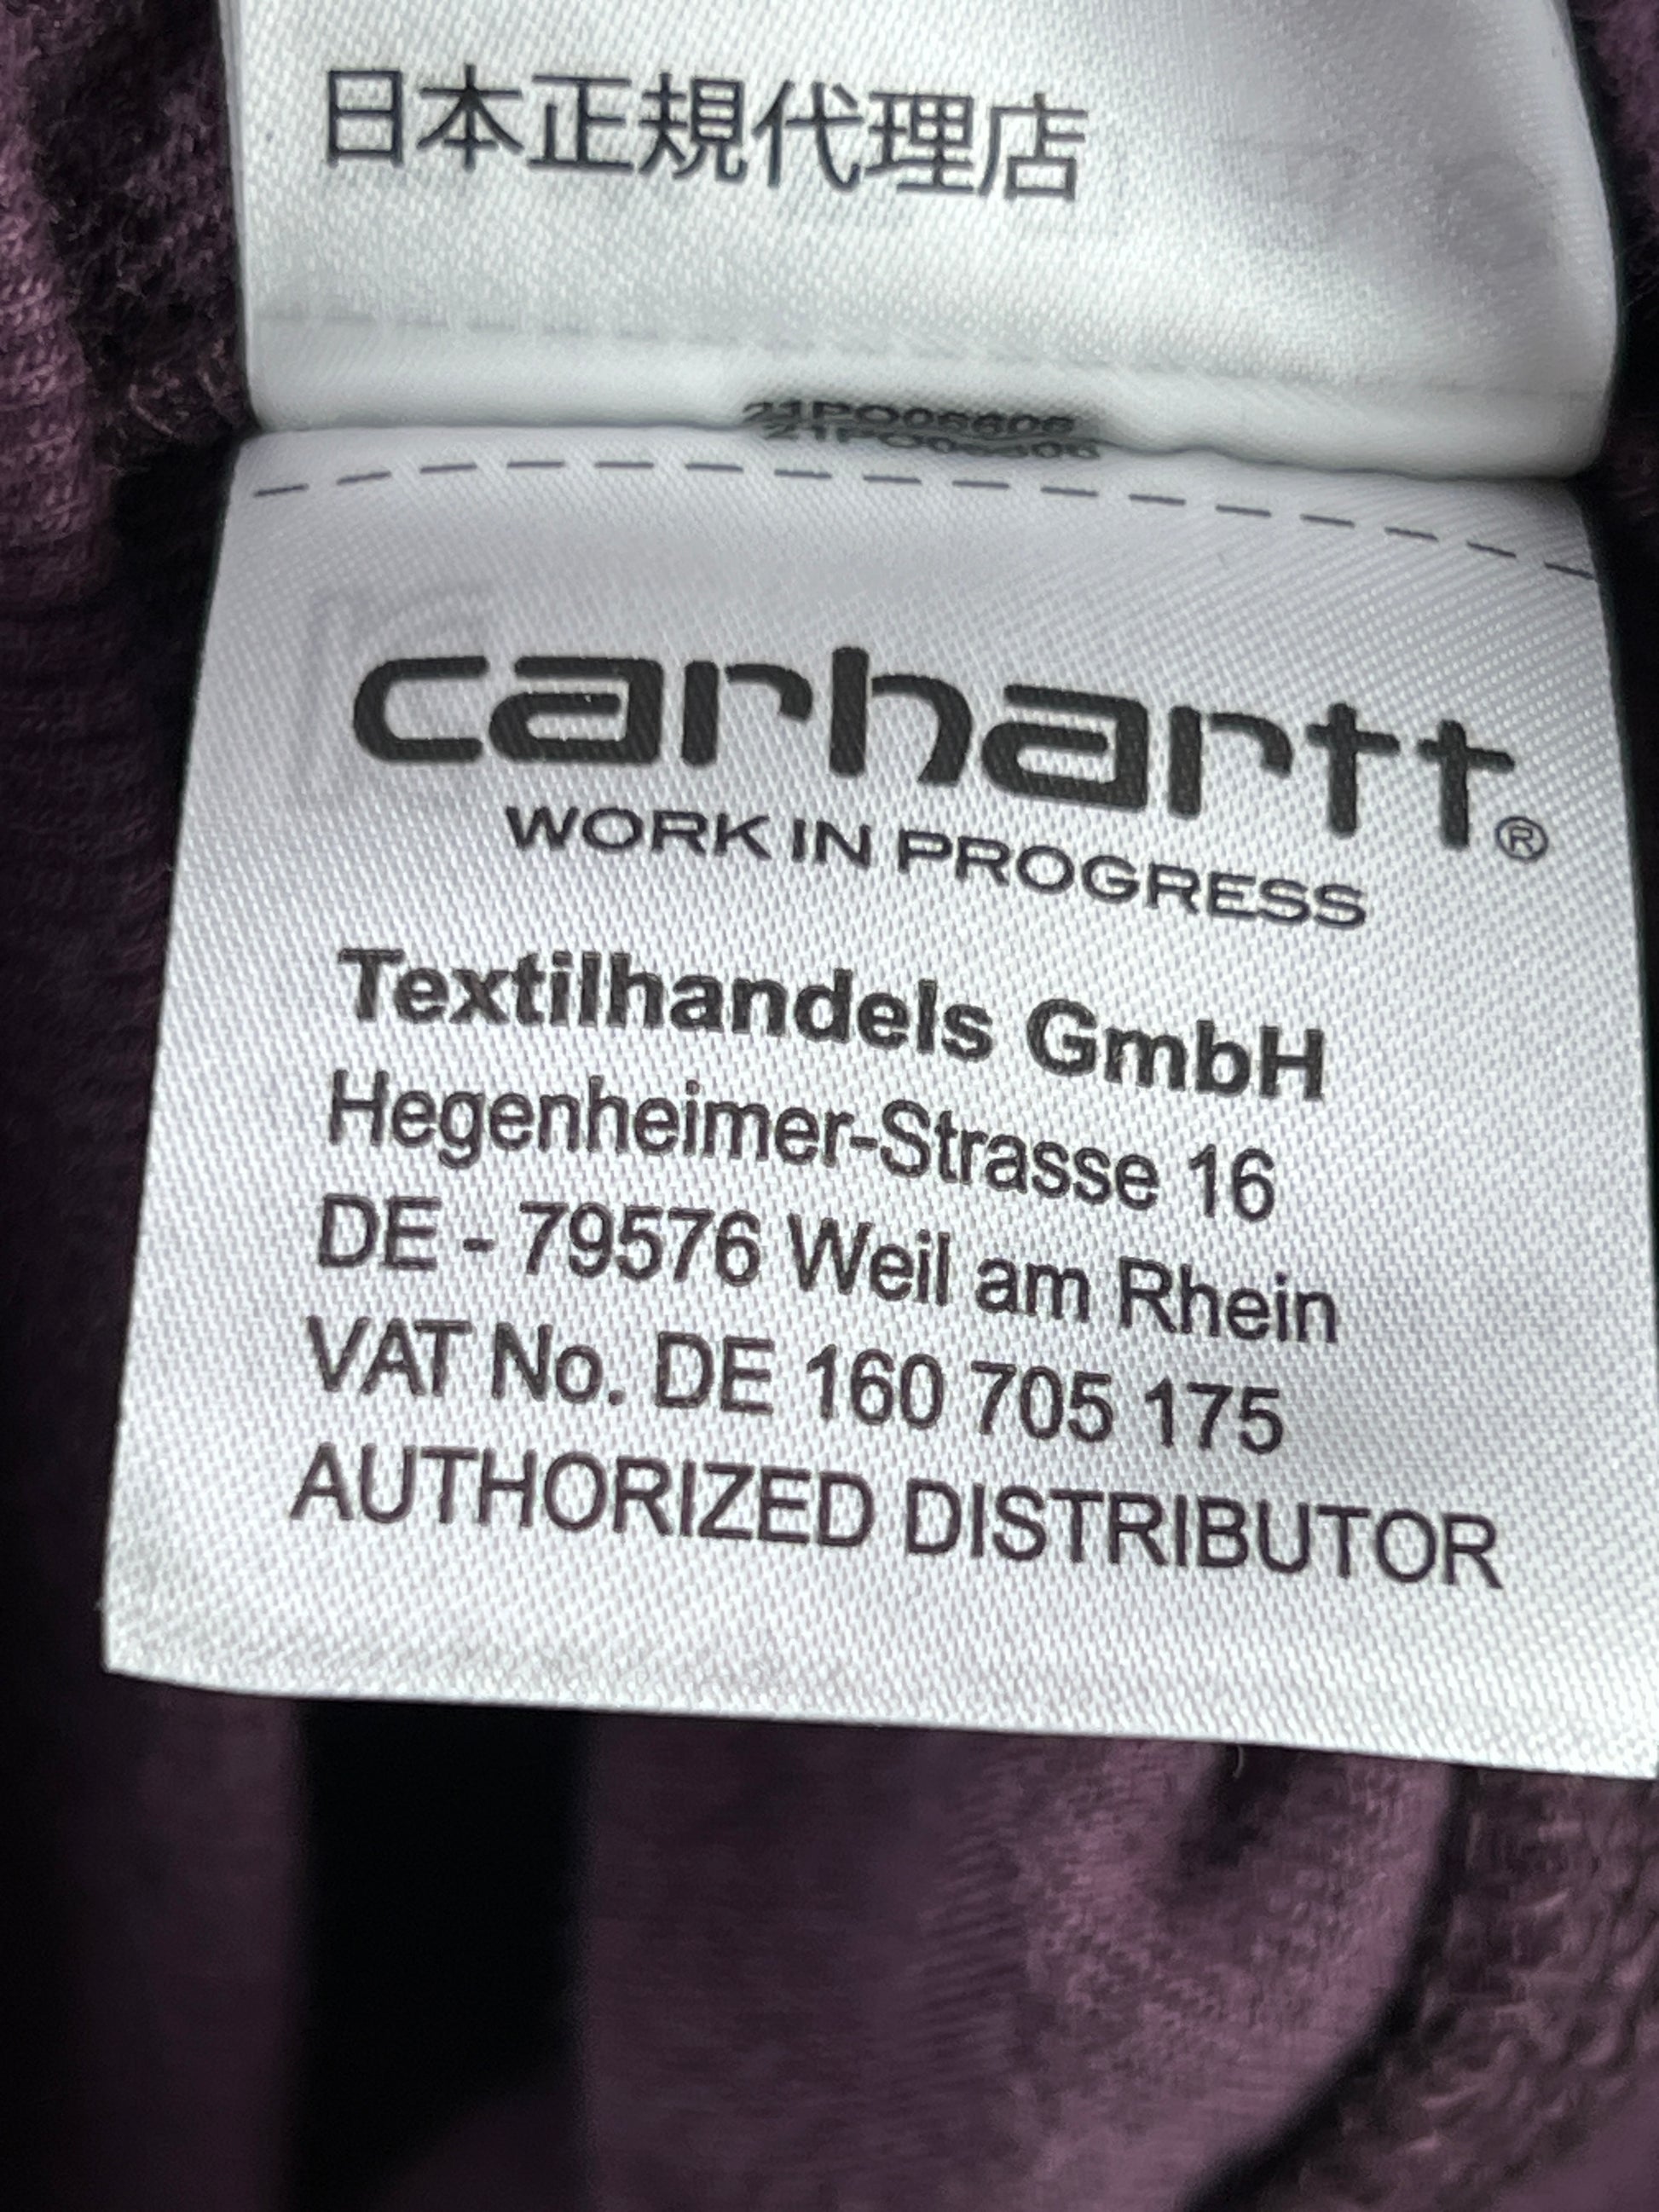 日本正規代理店
21PO06606
carhartt®
WORK IN PROGRESS
Textilhandels GmbH
Hegenheimer-Strasse 16
DE - 79576 Weil am Rhein
VAT No. DE 160 705 175
AUTHORIZED DISTRIBUTOR